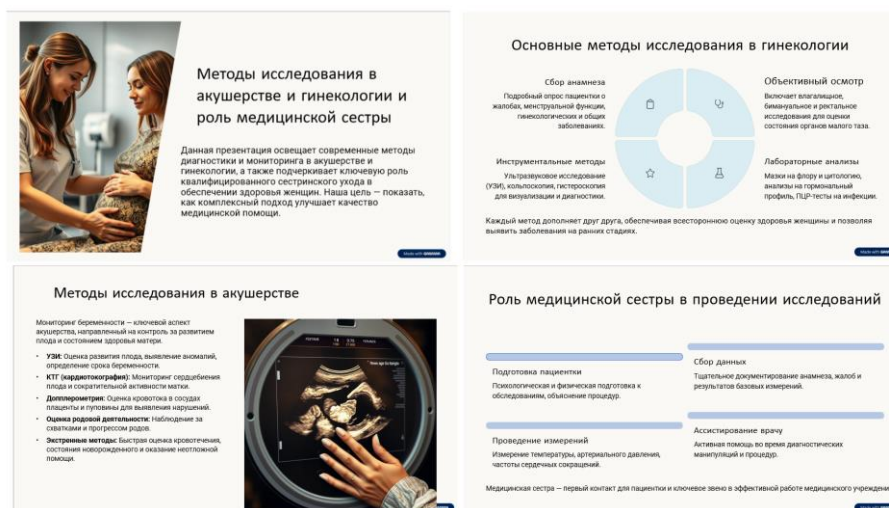 Методы исследования в
акушерстве и гинекологии и
роль медицинской сестры
Данная презентация освещает современные методы
диагностики и мониторинга в акушерстве и
гинекологии, а также подчеркивает ключевую роль
квалифицированного сестринского ухода в
обеспечении здоровья женщин. Наша цель — показать,
как комплексный подход улучшает качество
медицинской помощи.
Made with GAMMA
Основные методы исследования в гинекологии
Сбор анамнеза
Подробный опрос пациентки о
жалобах, менструальной функции,
гинекологических и общих
заболеваниях.
Объективный осмотр
Включает влагалищное,
бимануальное и ректальное
исследования для оценки
состояния органов малого таза.
Инструментальные методы
Ультразвуковое исследование
(УЗИ), кольпоскопия, гистероскопия
для визуализации и диагностики.
Лабораторные анализы
Мазки на флору и цитологию,
анализы на гормональный
профиль, ПЦР-тесты на инфекции.
Каждый метод дополняет друг друга, обеспечивая всестороннюю оценку здоровья женщины и позволяя
выявить заболевания на ранних стадиях.
Made with
Методы исследования в акушерстве
Мониторинг беременности — ключевой аспект
акушерства, направленный на контроль за развитием
плода и состоянием здоровья матери.
• УЗИ: Оценка развития плода, выявление аномалий,
определение срока беременности.
• КТГ (кардиотокография): Мониторинг сердцебиения
плода и сократительной активности матки.
• Допплерометрия: Оценка кровотока в сосудах
плаценты и пуповины для выявления нарушений.
• Оценка родовой деятельности: Наблюдение за
схватками и прогрессом родов.
• Экстренные методы: Быстрая оценка кровотечения,
состояния новорожденного и оказание неотложной
помощи.
Роль медицинской сестры в проведении исследований
Подготовка пациентки
Психологическая и физическая подготовка к
обследованиям, объяснение процедур.
Сбор данных
Тщательное документирование анамнеза, жалоб и
результатов базовых измерений.
Проведение измерений
Измерение температуры, артериального давления,
частоты сердечных сокращений.
Ассистирование врачу
Активная помощь во время диагностических
манипуляций и процедур.
Медицинская сестра — первый контакт для пациентки и ключевое звено в эффективной работе медицинского учреждени